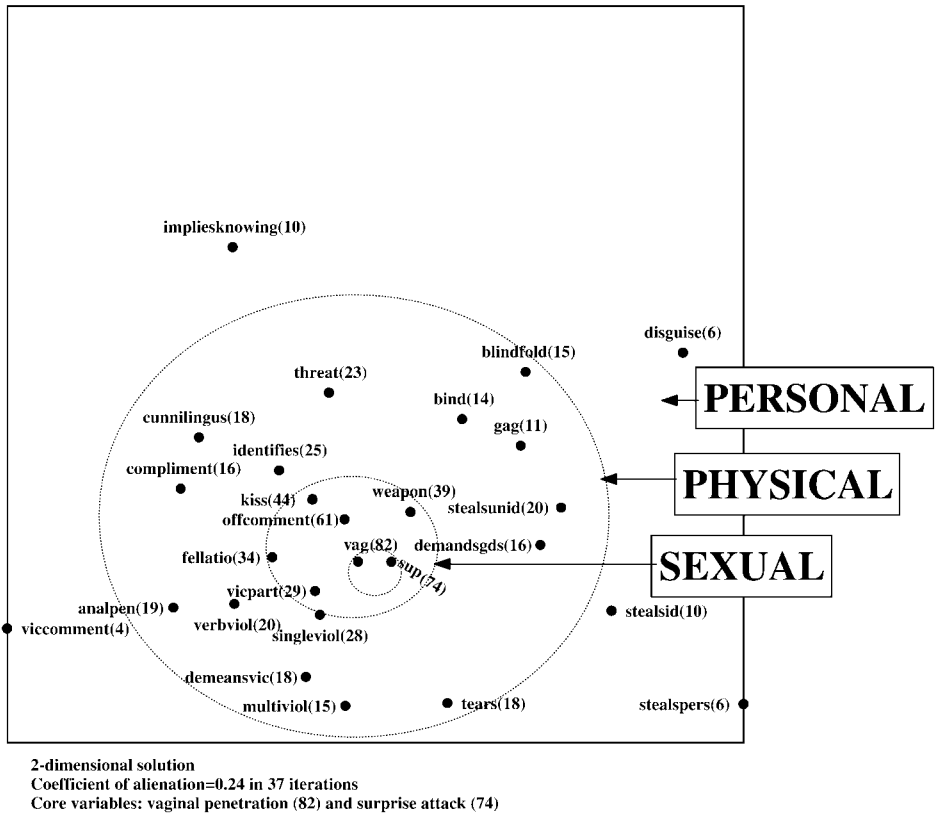 impliesknowing(10)
disguise(6)
blindfold(15)
threat(23)
PERSONAL
bind(14)
cunnilingus(18)
gag(11)
identifies(25)
compliment(16)
PHYSICAL
weapon(39)
kiss(44)
stealsunid(20)
offcomment(61)
vag(82)
demandsgds(16)
fellatio(34)
SEXUAL
sup(74)
vicpart(29)
analpen(19)
stealsid(10)
verbviol(20)
viccomment(4)
singleviol(28)
demeansvic(18)
multiviol(15)
tears(18)
stealspers(6)
2-dimensional solution
Coefficient of alienation=0.24 in 37 iterations
Core variables: vaginal penetration (82) and surprise attack (74)